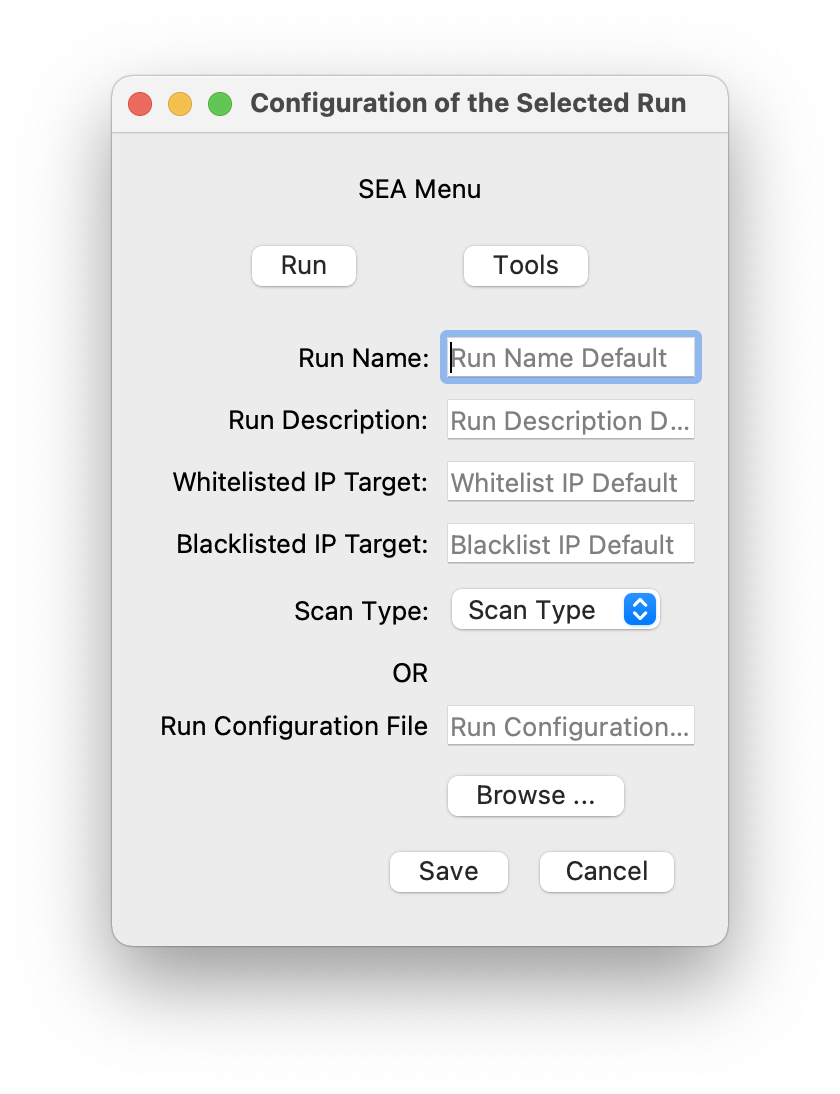 Configuration of the Selected Run
SEA Menu
Run Tools
Run Name: Run Name Default
Run Description: Run Description D...
Whitelisted IP Target: Whitelist IP Default
Blacklisted IP Target: Blacklist IP Default
Scan Type: Scan Type
OR
Run Configuration File Run Configuration...
Browse ...
Save Cancel